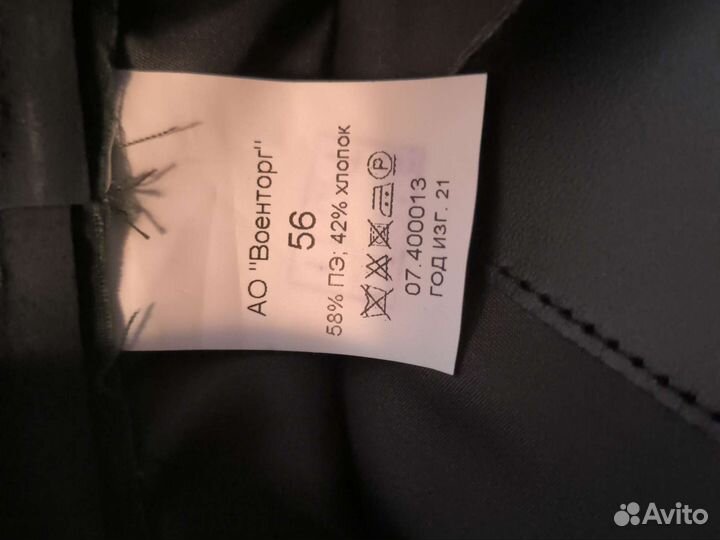 АО "Военторг"
56
58% ПЭ; 42% хлопок
P
07.400013
ГОД ИЗГ. 21
Avito